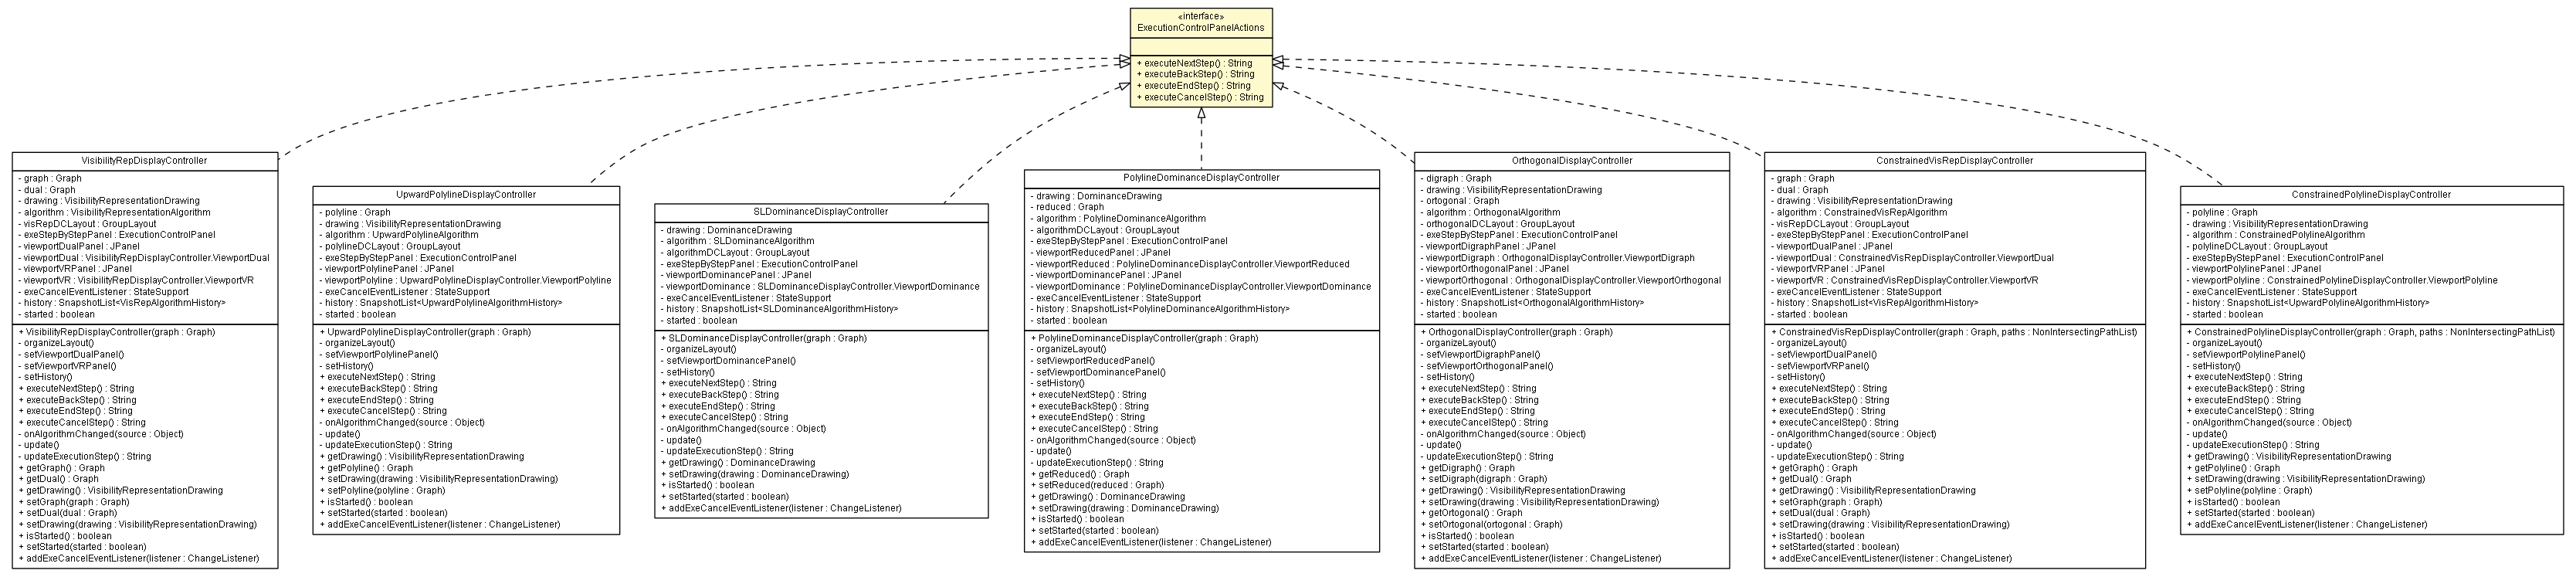 «interface»
ExecutionControlPanelActions
+ executeNextStep() : String
+ executeBackStep() : String
+ executeEndStep() : String
+ executeCancelStep() : String
VisibilityRepDisplayController
- graph : Graph
- dual : Graph
- drawing : VisibilityRepresentationDrawing
- algorithm : VisibilityRepresentationAlgorithm
- visRepDCLayout : GroupLayout
- exeStepByStepPanel : ExecutionControlPanel
- viewportDualPanel : JPanel
- viewportDual : VisibilityRepDisplayController.ViewportDual
- viewportVRPanel : JPanel
- viewportVR : VisibilityRepDisplayController.ViewportVR
- exeCancelEventListener : StateSupport
- history : SnapshotList<VisRepAlgorithmHistory>
- started : boolean
+ VisibilityRepDisplayController(graph : Graph)
- organizeLayout()
- setViewportDualPanel()
- setViewportVRPanel()
- setHistory()
+ executeNextStep() : String
+ executeBackStep() : String
+ executeEndStep() : String
+ executeCancelStep() : String
- onAlgorithmChanged(source : Object)
- update()
- updateExecutionStep() : String
+ getGraph() : Graph
+ getDual() : Graph
+ getDrawing() : VisibilityRepresentationDrawing
+ setGraph(graph : Graph)
+ setDual(dual : Graph)
+ setDrawing(drawing : VisibilityRepresentationDrawing)
+ isStarted() : boolean
+ setStarted(started : boolean)
+ addExeCancelEventListener(listener : ChangeListener)
UpwardPolylineDisplayController
- polyline : Graph
- drawing : VisibilityRepresentationDrawing
- algorithm : UpwardPolylineAlgorithm
- polylineDCLayout : GroupLayout
- exeStepByStepPanel : ExecutionControlPanel
- viewportPolylinePanel : JPanel
- viewportPolyline : UpwardPolylineDisplayController.ViewportPolyline
- exeCancelEventListener : StateSupport
- history : SnapshotList<UpwardPolylineAlgorithmHistory>
- started : boolean
+ UpwardPolylineDisplayController(graph : Graph)
- organizeLayout()
- setViewportPolylinePanel()
- setHistory()
+ executeNextStep() : String
+ executeBackStep() : String
+ executeEndStep() : String
+ executeCancelStep() : String
- onAlgorithmChanged(source : Object)
- update()
- updateExecutionStep() : String
+ getDrawing() : VisibilityRepresentationDrawing
+ getPolyline() : Graph
+ setDrawing(drawing : VisibilityRepresentationDrawing)
+ setPolyline(polyline : Graph)
+ isStarted() : boolean
+ setStarted(started : boolean)
+ addExeCancelEventListener(listener : ChangeListener)
SLDominanceDisplayController
- drawing : DominanceDrawing
- algorithm : SLDominanceAlgorithm
- algorithmDCLayout : GroupLayout
- exeStepByStepPanel : ExecutionControlPanel
- viewportDominancePanel : JPanel
- viewportDominance : SLDominanceDisplayController.ViewportDominance
- exeCancelEventListener : StateSupport
- history : SnapshotList<SLDominanceAlgorithmHistory>
- started : boolean
+ SLDominanceDisplayController(graph : Graph)
- organizeLayout()
- setViewportDominancePanel()
- setHistory()
+ executeNextStep() : String
+ executeBackStep() : String
+ executeEndStep() : String
+ executeCancelStep() : String
- onAlgorithmChanged(source : Object)
- update()
- updateExecutionStep() : String
+ getDrawing() : DominanceDrawing
+ setDrawing(drawing : DominanceDrawing)
+ isStarted() : boolean
+ setStarted(started : boolean)
+ addExeCancelEventListener(listener : ChangeListener)
PolylineDominanceDisplayController
- drawing : DominanceDrawing
- reduced : Graph
- algorithm : PolylineDominanceAlgorithm
- algorithmDCLayout : GroupLayout
- exeStepByStepPanel : ExecutionControlPanel
- viewportReducedPanel : JPanel
- viewportReduced : PolylineDominanceDisplayController.ViewportReduced
- viewportDominancePanel : JPanel
- viewportDominance : PolylineDominanceDisplayController.ViewportDominance
- exeCancelEventListener : StateSupport
- history : SnapshotList<PolylineDominanceAlgorithmHistory>
- started : boolean
+ PolylineDominanceDisplayController(graph : Graph)
- organizeLayout()
- setViewportReducedPanel()
- setViewportDominancePanel()
- setHistory()
+ executeNextStep() : String
+ executeBackStep() : String
+ executeEndStep() : String
+ executeCancelStep() : String
- onAlgorithmChanged(source : Object)
- update()
- updateExecutionStep() : String
+ getReduced() : Graph
+ setReduced(reduced : Graph)
+ getDrawing() : DominanceDrawing
+ setDrawing(drawing : DominanceDrawing)
+ isStarted() : boolean
+ setStarted(started : boolean)
+ addExeCancelEventListener(listener : ChangeListener)
OrthogonalDisplayController
- digraph : Graph
- drawing : VisibilityRepresentationDrawing
- ortogonal : Graph
- algorithm : OrthogonalAlgorithm
- orthogonalDCLayout : GroupLayout
- exeStepByStepPanel : ExecutionControlPanel
- viewportDigraphPanel : JPanel
- viewportDigraph : OrthogonalDisplayController.ViewportDigraph
- viewportOrthogonalPanel : JPanel
- viewportOrthogonal : OrthogonalDisplayController.ViewportOrthogonal
- exeCancelEventListener : StateSupport
- history : SnapshotList<OrthogonalAlgorithmHistory>
- started : boolean
+ OrthogonalDisplayController(graph : Graph)
- organizeLayout()
- setViewportDigraphPanel()
- setViewportOrthogonalPanel()
- setHistory()
+ executeNextStep() : String
+ executeBackStep() : String
+ executeEndStep() : String
+ executeCancelStep() : String
- onAlgorithmChanged(source : Object)
- update()
- updateExecutionStep() : String
+ getDigraph() : Graph
+ setDigraph(digraph : Graph)
+ getDrawing() : VisibilityRepresentationDrawing
+ setDrawing(drawing : VisibilityRepresentationDrawing)
+ getOrtogonal() : Graph
+ setOrtogonal(ortogonal : Graph)
+ isStarted() : boolean
+ setStarted(started : boolean)
+ addExeCancelEventListener(listener : ChangeListener)
ConstrainedVisRepDisplayController
- graph : Graph
- dual : Graph
- drawing : VisibilityRepresentationDrawing
- algorithm : ConstrainedVisRepAlgorithm
- visRepDCLayout : GroupLayout
- exeStepByStepPanel : ExecutionControlPanel
- viewportDualPanel : JPanel
- viewportDual : ConstrainedVisRepDisplayController.ViewportDual
- viewportVRPanel : JPanel
- viewportVR : ConstrainedVisRepDisplayController.ViewportVR
- exeCancelEventListener : StateSupport
- history : SnapshotList<VisRepAlgorithmHistory>
- started : boolean
+ ConstrainedVisRepDisplayController(graph : Graph, paths : NonIntersectingPathList)
- organizeLayout()
- setViewportDualPanel()
- setViewportVRPanel()
- setHistory()
+ executeNextStep() : String
+ executeBackStep() : String
+ executeEndStep() : String
+ executeCancelStep() : String
- onAlgorithmChanged(source : Object)
- update()
- updateExecutionStep() : String
+ getGraph() : Graph
+ getDual() : Graph
+ getDrawing() : VisibilityRepresentationDrawing
+ setGraph(graph : Graph)
+ setDual(dual : Graph)
+ setDrawing(drawing : VisibilityRepresentationDrawing)
+ isStarted() : boolean
+ setStarted(started : boolean)
+ addExeCancelEventListener(listener : ChangeListener)
ConstrainedPolylineDisplayController
- polyline : Graph
- drawing : VisibilityRepresentationDrawing
- algorithm : ConstrainedPolylineAlgorithm
- polylineDCLayout : GroupLayout
- exeStepByStepPanel : ExecutionControlPanel
- viewportPolylinePanel : JPanel
- viewportPolyline : ConstrainedPolylineDisplayController.ViewportPolyline
- exeCancelEventListener : StateSupport
- history : SnapshotList<UpwardPolylineAlgorithmHistory>
- started : boolean
+ ConstrainedPolylineDisplayController(graph : Graph, paths : NonIntersectingPathList)
- organizeLayout()
- setViewportPolylinePanel()
- setHistory()
+ executeNextStep() : String
+ executeBackStep() : String
+ executeEndStep() : String
+ executeCancelStep() : String
- onAlgorithmChanged(source : Object)
- update()
- updateExecutionStep() : String
+ getDrawing() : VisibilityRepresentationDrawing
+ getPolyline() : Graph
+ setDrawing(drawing : VisibilityRepresentationDrawing)
+ setPolyline(polyline : Graph)
+ isStarted() : boolean
+ setStarted(started : boolean)
+ addExeCancelEventListener(listener : ChangeListener)